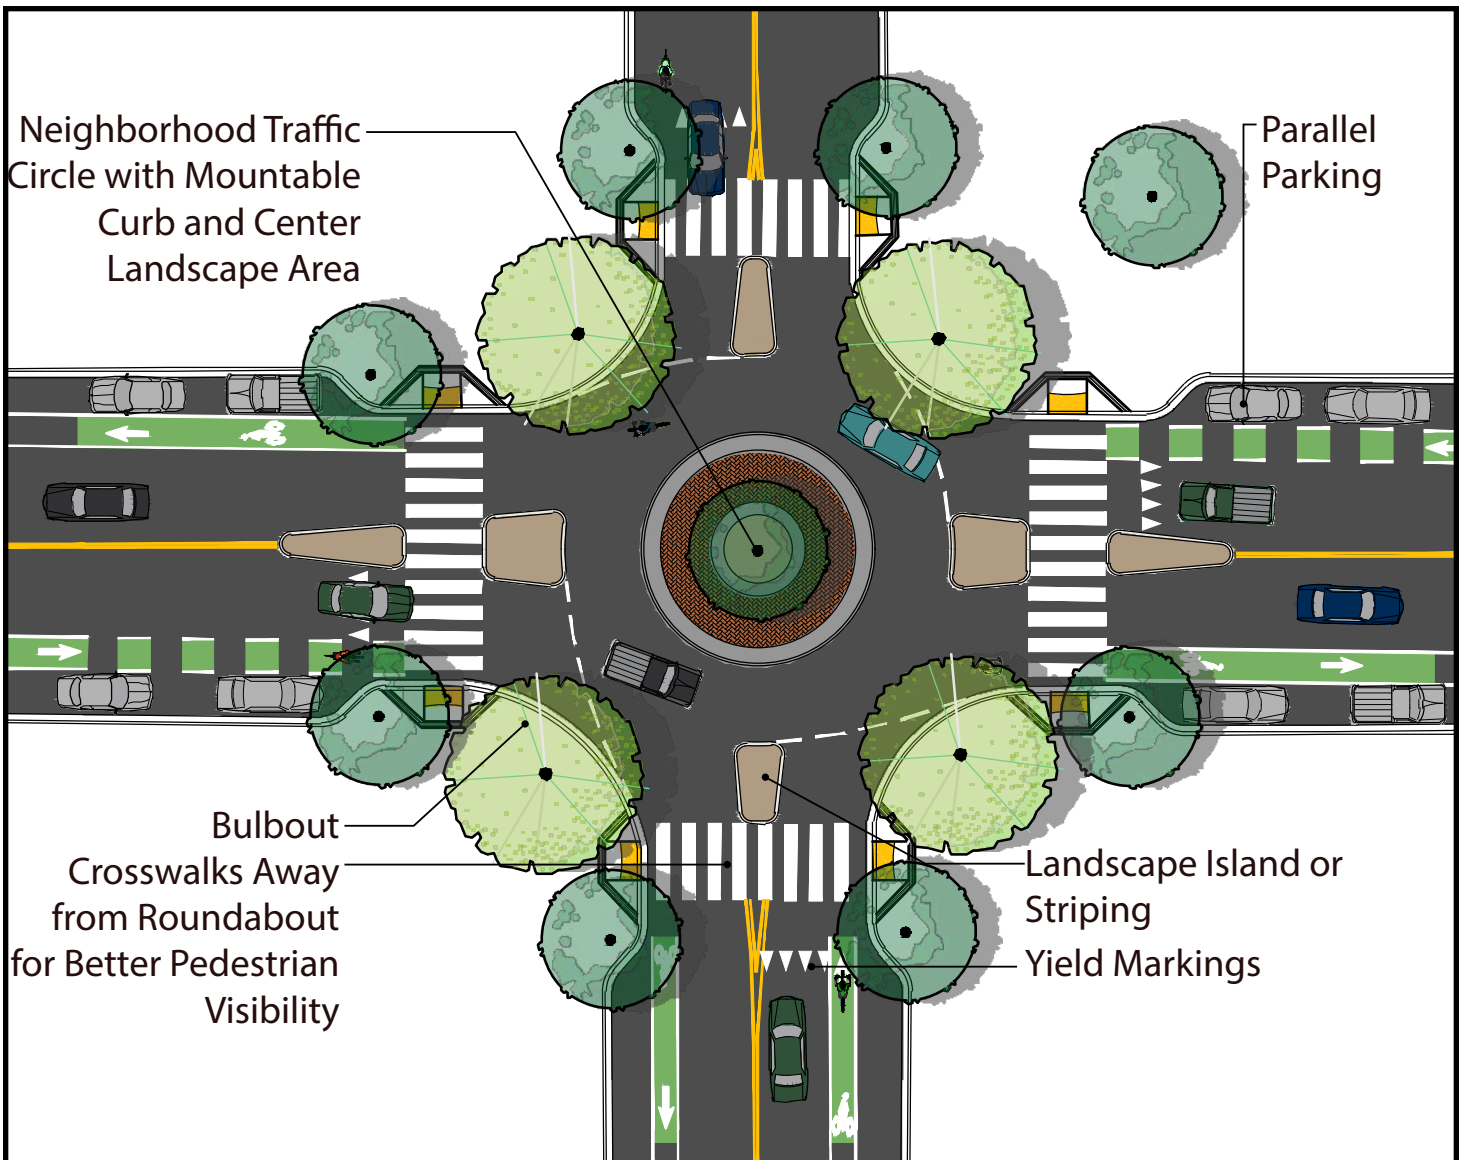 Neighborhood Traffic
Circle with Mountable
Curb and Center
Landscape Area
Parallel
Parking
Bulbout
Crosswalks Away
from Roundabout
for Better Pedestrian
Visibility
Landscape Island or
Striping
Yield Markings